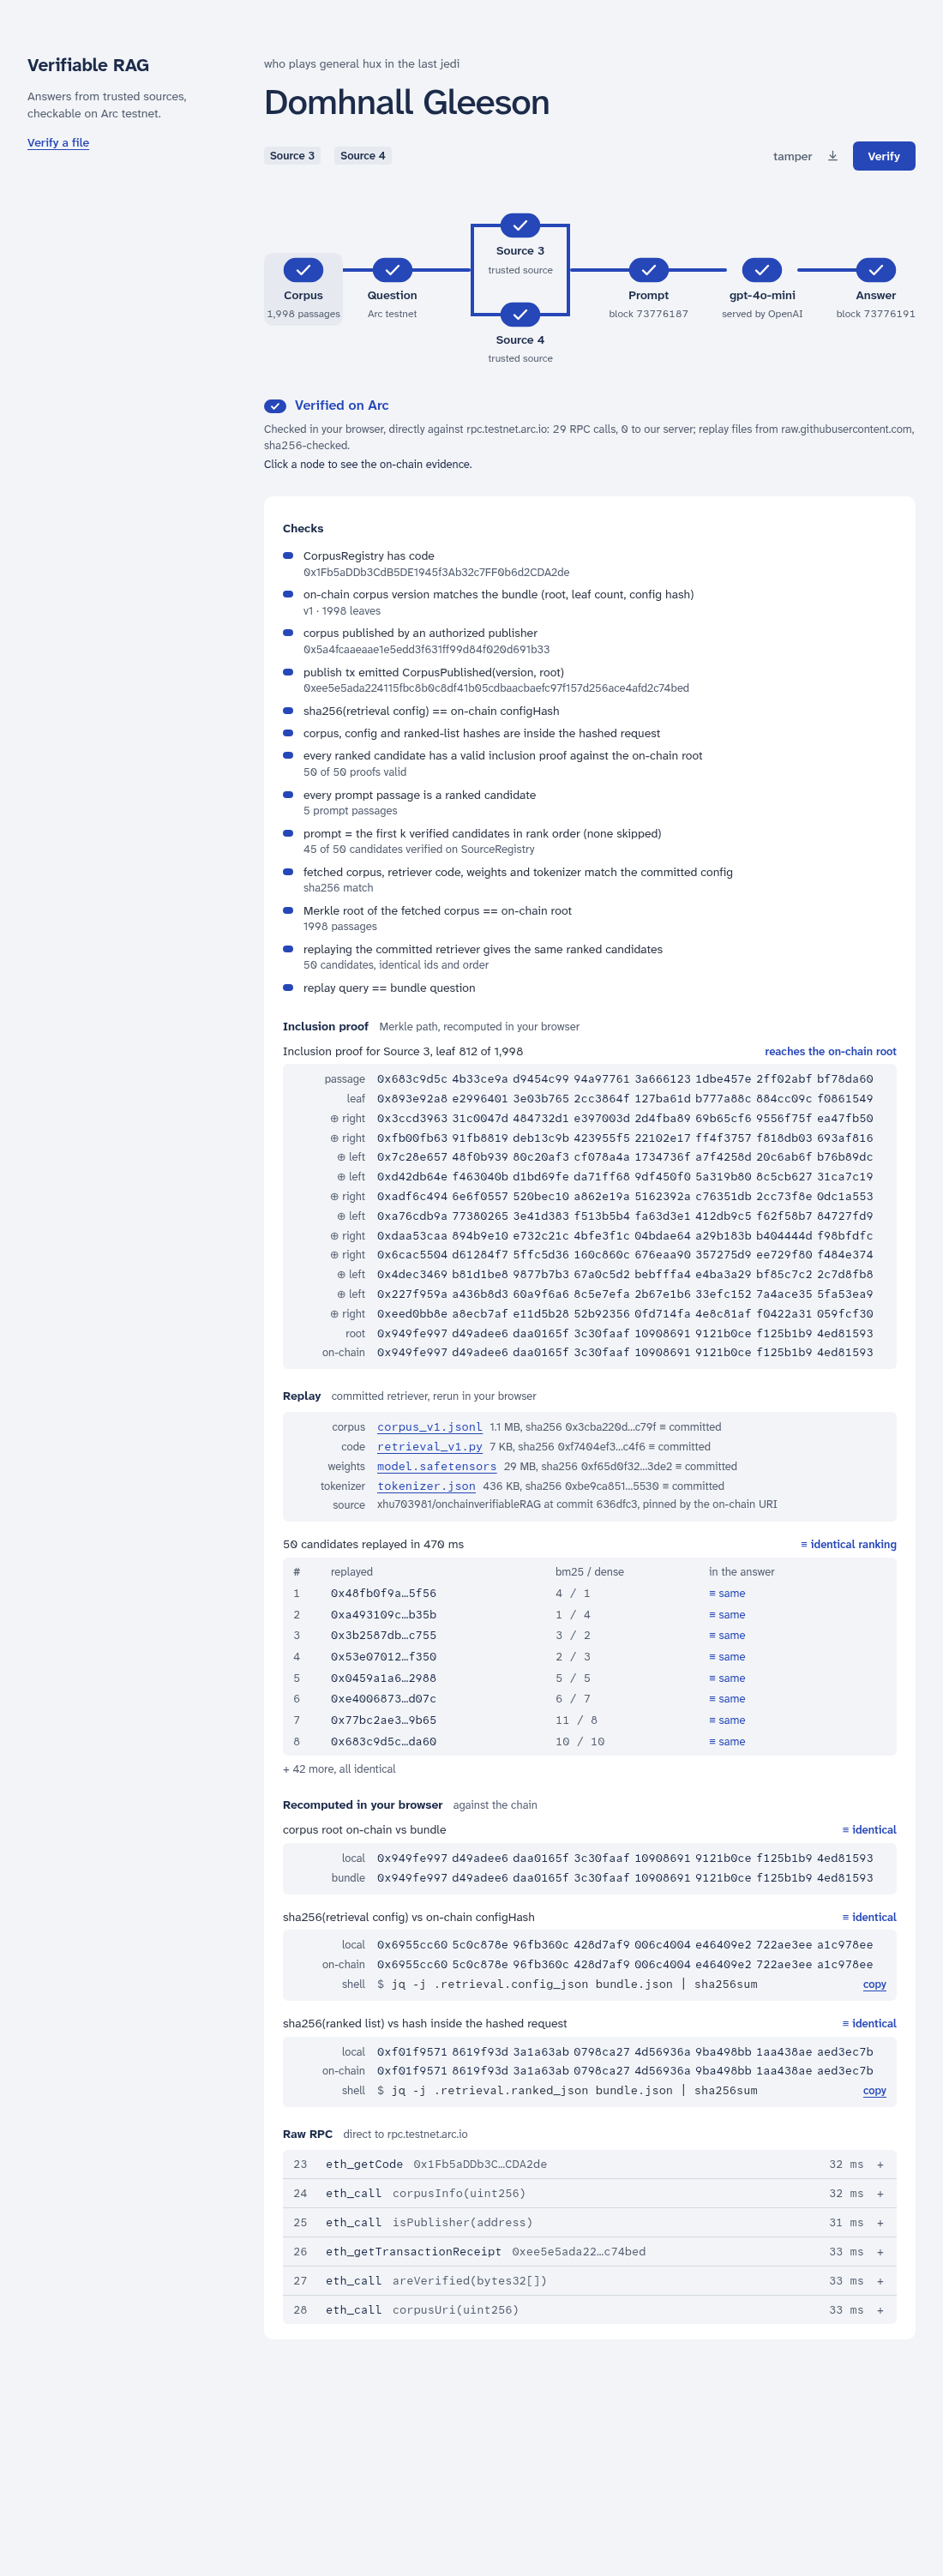 Verifiable RAG
Answers from trusted sources,
checkable on Arc testnet.
Verify a file
who plays general hux in the last jedi
Domhnall Gleeson
Source 3 Source 4 tamper Verify
Source 3
trusted source
Corpus
1,998 passages
Question
Arc testnet
Source 4
trusted source
Prompt
block 73776187
gpt-4o-mini
served by OpenAI
Answer
block 73776191
Verified on Arc
Checked in your browser, directly against rpc.testnet.arc.io: 29 RPC calls, 0 to our server; replay files from raw.githubusercontent.com,
sha256-checked.
Click a node to see the on-chain evidence.
Checks
CorpusRegistry has code
0x1Fb5aDDb3CdB5DE1945f3Ab32c7FF0b6d2CDA2de
on-chain corpus version matches the bundle (root, leaf count, config hash)
v1 · 1998 leaves
corpus published by an authorized publisher
0x5a4fcaaeaae1e5edd3f631ff99d84f020d691b33
publish tx emitted CorpusPublished(version, root)
0xee5e5ada224115fbc8b0c8df41b05cdbaacbaefc97f157d256ace4afd2c74bed
sha256(retrieval config) == on-chain configHash
corpus, config and ranked-list hashes are inside the hashed request
every ranked candidate has a valid inclusion proof against the on-chain root
50 of 50 proofs valid
every prompt passage is a ranked candidate
5 prompt passages
prompt = the first k verified candidates in rank order (none skipped)
45 of 50 candidates verified on SourceRegistry
fetched corpus, retriever code, weights and tokenizer match the committed config
sha256 match
Merkle root of the fetched corpus == on-chain root
1998 passages
replaying the committed retriever gives the same ranked candidates
50 candidates, identical ids and order
replay query == bundle question
Inclusion proof Merkle path, recomputed in your browser
Inclusion proof for Source 3, leaf 812 of 1,998 reaches the on-chain root
passage 0x683c9d5c 4b33ce9a d9454c99 94a97761 3a666123 1dbe457e 2ff02abf bf78da60
leaf 0x893e92a8 e2996401 3e03b765 2cc3864f 127ba61d b777a88c 884cc09c f0861549
⊕ right 0x3ccd3963 31c0047d 484732d1 e397003d 2d4fba89 69b65cf6 9556f75f ea47fb50
⊕ right 0xfb00fb63 91fb8819 deb13c9b 423955f5 22102e17 ff4f3757 f818db03 693af816
⊕ left 0x7c28e657 48f0b939 80c20af3 cf078a4a 1734736f a7f4258d 20c6ab6f b76b89dc
⊕ left 0xd42db64e f463040b d1bd69fe da71ff68 9df450f0 5a319b80 8c5cb627 31ca7c19
⊕ right 0xadf6c494 6e6f0557 520bec10 a862e19a 5162392a c76351db 2cc73f8e 0dc1a553
⊕ left 0xa76cdb9a 77380265 3e41d383 f513b5b4 fa63d3e1 412db9c5 f62f58b7 84727fd9
⊕ right 0xdaa53caa 894b9e10 e732c21c 4bfe3f1c 04bdae64 a29b183b b404444d f98bfdfc
⊕ right 0x6cac5504 d61284f7 5ffc5d36 160c860c 676eaa90 357275d9 ee729f80 f484e374
⊕ left 0x4dec3469 b81d1be8 9877b7b3 67a0c5d2 bebfffa4 e4ba3a29 bf85c7c2 2c7d8fb8
⊕ left 0x227f959a a436b8d3 60a9f6a6 8c5e7efa 2b67e1b6 33efc152 7a4ace35 5fa53ea9
⊕ right 0xeed0bb8e a8ecb7af e11d5b28 52b92356 0fd714fa 4e8c81af f0422a31 059fcf30
root 0x949fe997 d49adee6 daa0165f 3c30faaf 10908691 9121b0ce f125b1b9 4ed81593
on-chain 0x949fe997 d49adee6 daa0165f 3c30faaf 10908691 9121b0ce f125b1b9 4ed81593
Replay committed retriever, rerun in your browser
corpus corpus_v1.jsonl 1.1 MB, sha256 0x3cba220d…c79f ≡ committed
code retrieval_v1.py 7 KB, sha256 0xf7404ef3…c4f6 ≡ committed
weights model.safetensors 29 MB, sha256 0xf65d0f32…3de2 ≡ committed
tokenizer tokenizer.json 436 KB, sha256 0xbe9ca851…5530 ≡ committed
source xhu703981/onchainverifiableRAG at commit 636dfc3, pinned by the on-chain URI
50 candidates replayed in 470 ms ≡ identical ranking
# replayed bm25 / dense in the answer
1 0x48fb0f9a…5f56 4 / 1 ≡ same
2 0xa493109c…b35b 1 / 4 ≡ same
3 0x3b2587db…c755 3 / 2 ≡ same
4 0x53e07012…f350 2 / 3 ≡ same
5 0x0459a1a6…2988 5 / 5 ≡ same
6 0xe4006873…d07c 6 / 7 ≡ same
7 0x77bc2ae3…9b65 11 / 8 ≡ same
8 0x683c9d5c…da60 10 / 10 ≡ same
+ 42 more, all identical
Recomputed in your browser against the chain
corpus root on-chain vs bundle ≡ identical
local 0x949fe997 d49adee6 daa0165f 3c30faaf 10908691 9121b0ce f125b1b9 4ed81593
bundle 0x949fe997 d49adee6 daa0165f 3c30faaf 10908691 9121b0ce f125b1b9 4ed81593
sha256(retrieval config) vs on-chain configHash ≡ identical
local 0x6955cc60 5c0c878e 96fb360c 428d7af9 006c4004 e46409e2 722ae3ee a1c978ee
on-chain 0x6955cc60 5c0c878e 96fb360c 428d7af9 006c4004 e46409e2 722ae3ee a1c978ee
shell $ jq -j .retrieval.config_json bundle.json | sha256sum copy
sha256(ranked list) vs hash inside the hashed request ≡ identical
local 0xf01f9571 8619f93d 3a1a63ab 0798ca27 4d56936a 9ba498bb 1aa438ae aed3ec7b
on-chain 0xf01f9571 8619f93d 3a1a63ab 0798ca27 4d56936a 9ba498bb 1aa438ae aed3ec7b
shell $ jq -j .retrieval.ranked_json bundle.json | sha256sum copy
Raw RPC direct to rpc.testnet.arc.io
23 eth_getCode 0x1Fb5aDDb3C…CDA2de 32 ms +
24 eth_call corpusInfo(uint256) 32 ms +
25 eth_call isPublisher(address) 31 ms +
26 eth_getTransactionReceipt 0xee5e5ada22…c74bed 33 ms +
27 eth_call areVerified(bytes32[]) 33 ms +
28 eth_call corpusUri(uint256) 33 ms +